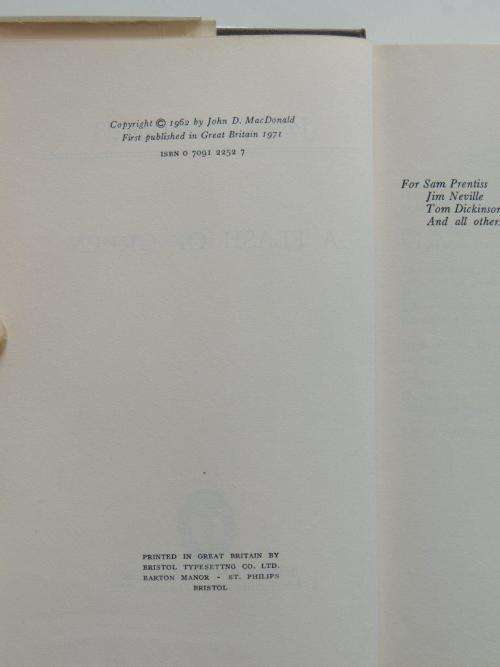 Copyright © 1962 by John D. MacDonald
First published in Great Britain 1971
ISBN 0 7091 2252 7
PRINTED IN GREAT BRITAIN BY
BRISTOL TYPESETTNG CO. LTD.
BARTON MANOR - ST. PHILIPS
BRISTOL
For Sam Prentiss
Jim Neville
Tom Dickinson
And all other